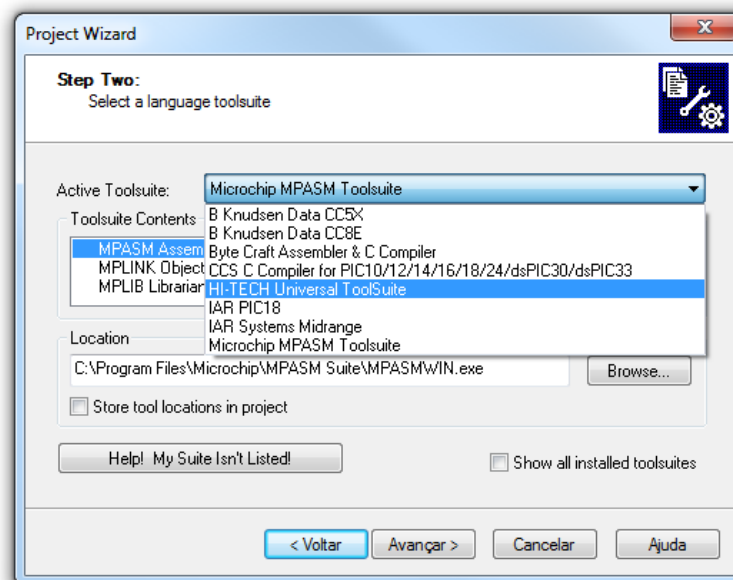 Project Wizard
Step Two:
Select a language toolsuite
Active Toolsuite:
Microchip MPASM Toolsuite
B Knudsen Data CC5X
B Knudsen Data CC8E
Byte Craft Assembler & C Compiler
CCS C Compiler for PIC10/12/14/16/18/24/dsPIC30/dsPIC33
HI-TECH Universal ToolSuite
IAR PIC18
IAR Systems Midrange
Microchip MPASM Toolsuite
Toolsuite Contents
MPASM Assem
MPLINK Object
MPLIB Librarian
Location
C:\Program Files\Microchip\MPASM Suite\MPASMWIN.exe
Browse...
Store tool locations in project
Help! My Suite Isn't Listed!
Show all installed toolsuites
< Voltar
Avançar >
Cancelar
Ajuda